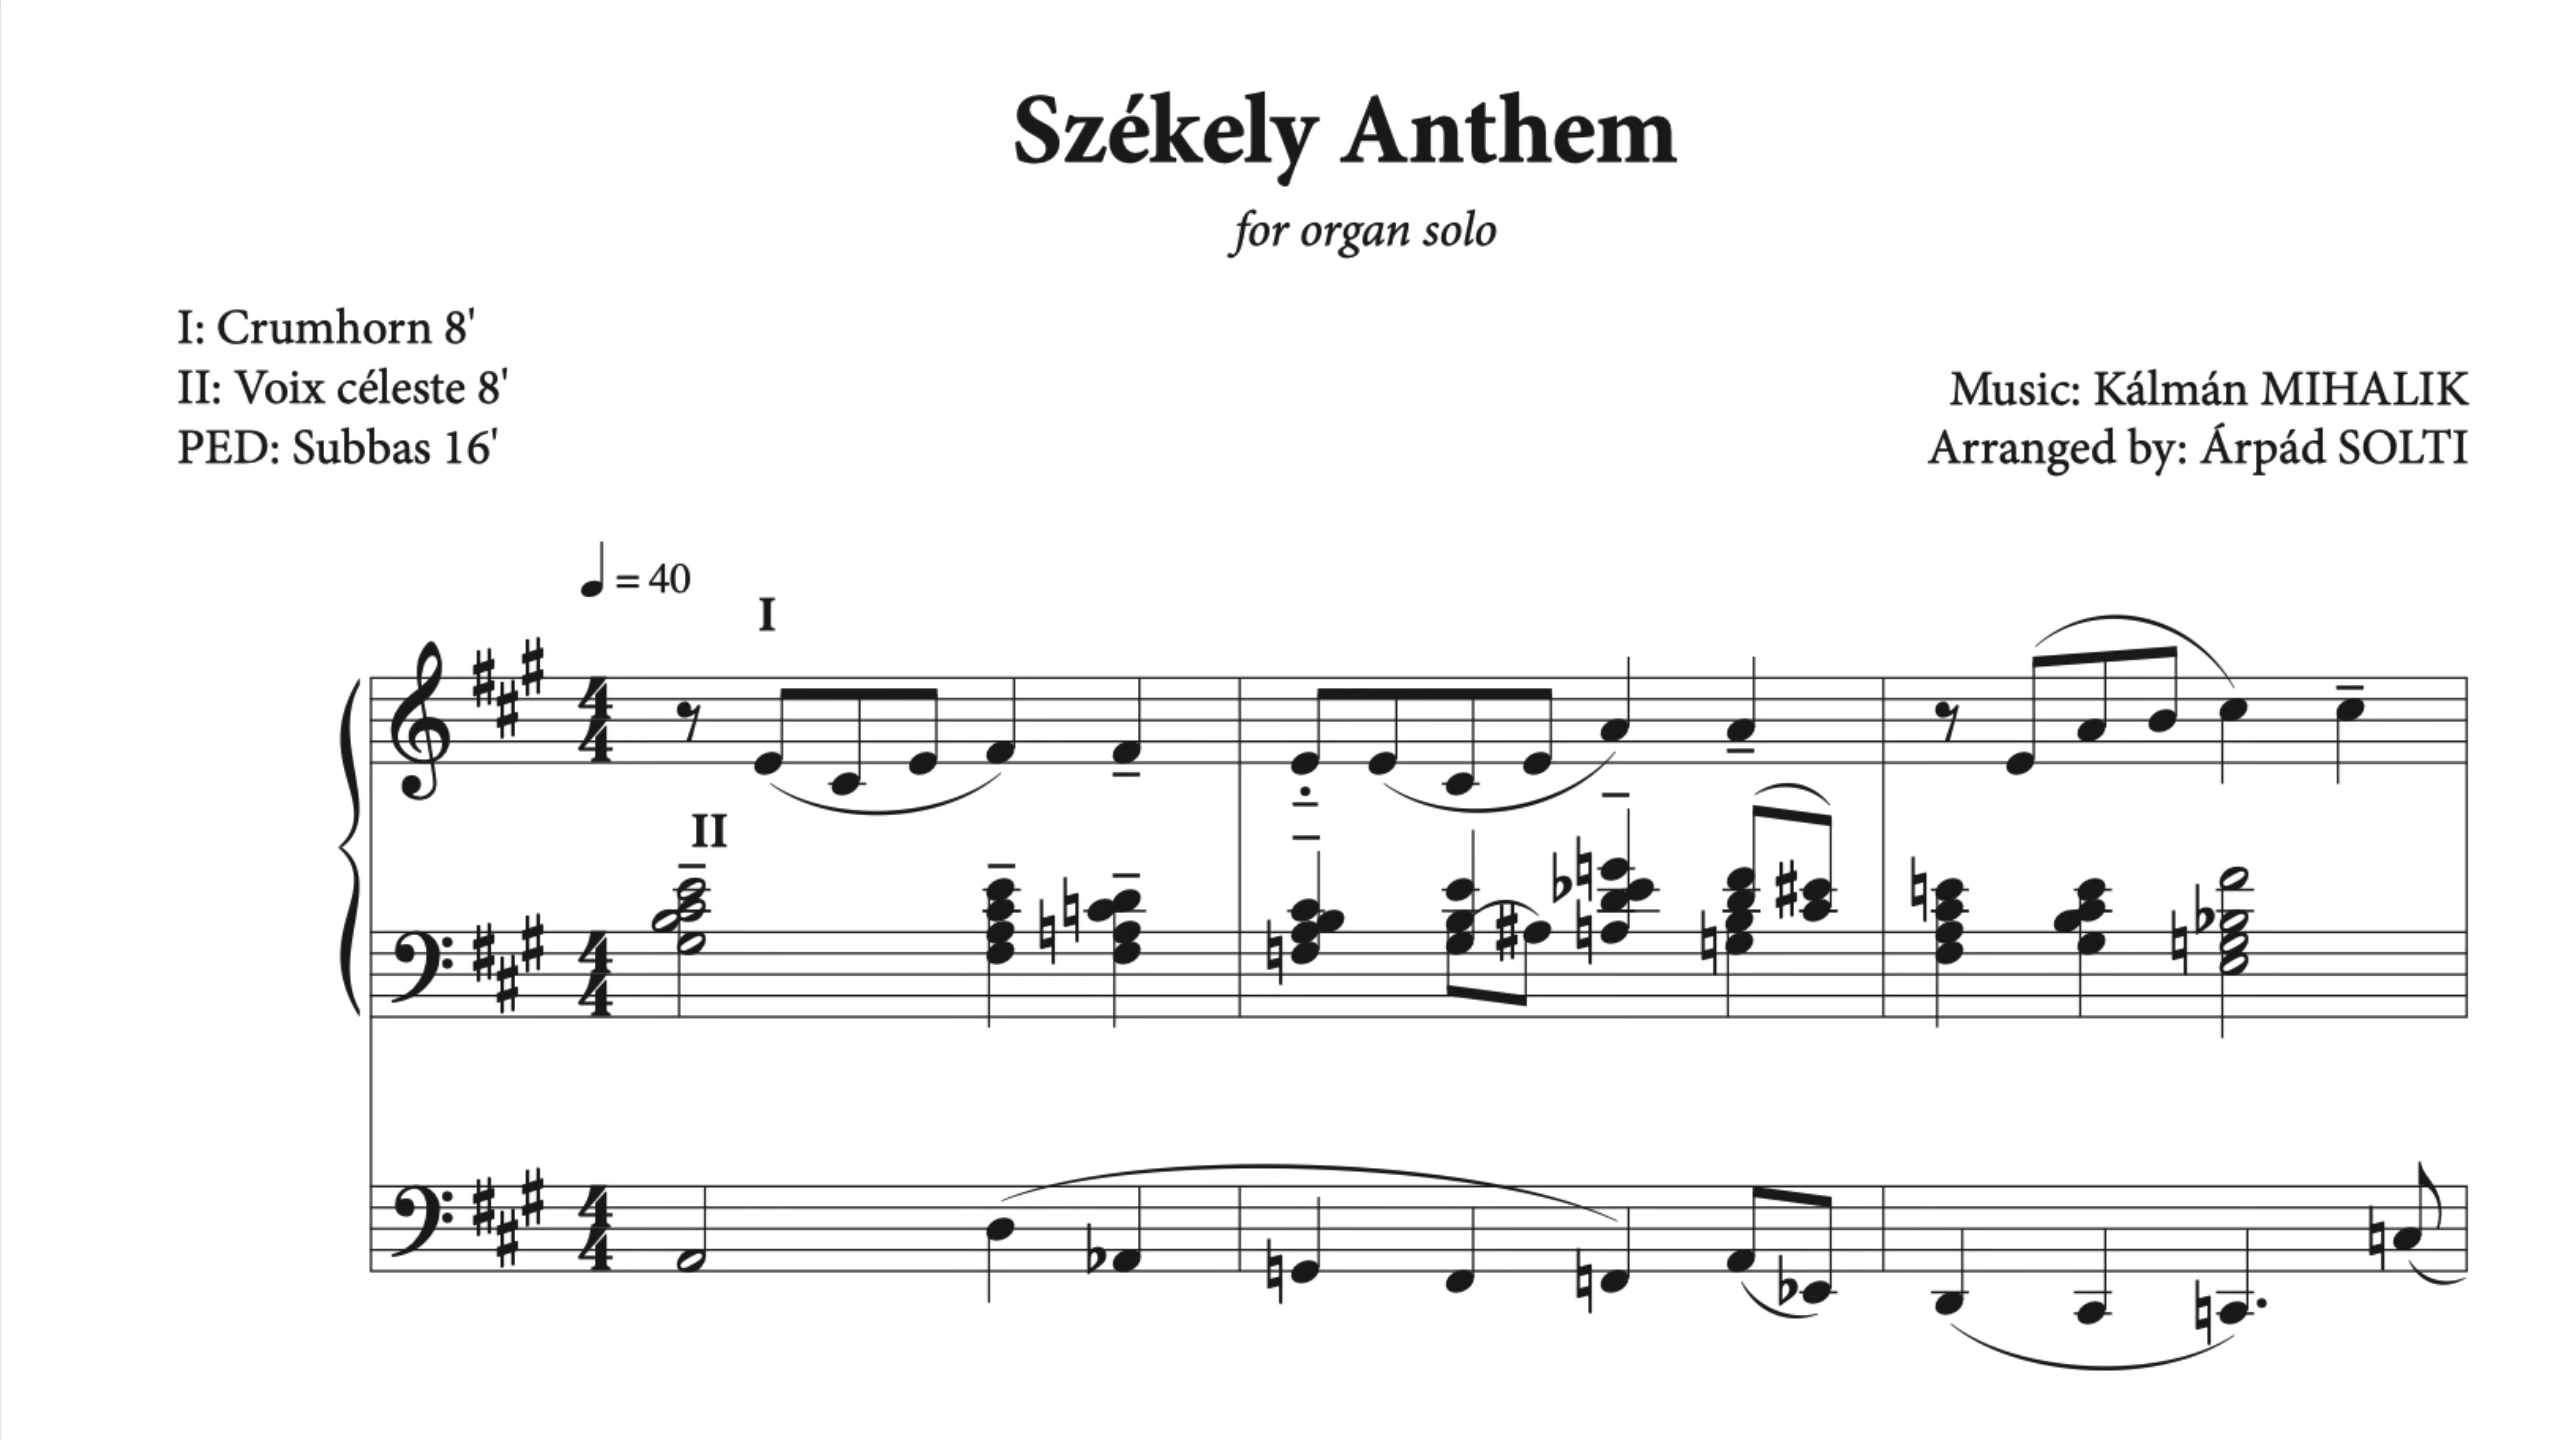 Székely Anthem
for organ solo
I: Crumhorn 8'
II: Voix céleste 8'
PED: Subbas 16'
Music: Kálmán MIHALIK
Arranged by: Árpád SOLTI
= 40
I
II